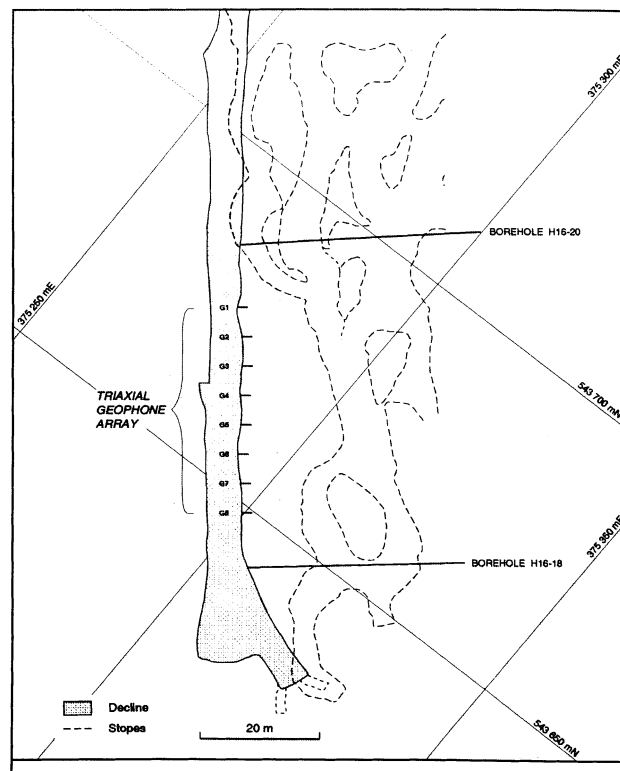 375 300 mE
BOREHOLE H16-20
375 250 mE
G1
G2
G3
TRIAXIAL
GEOPHONE
ARRAY
G4
543 700 mN
G5
G6
G7
G8
375 350 mE
BOREHOLE H16-18
Decline
Stopes
20 m
543 650 mN